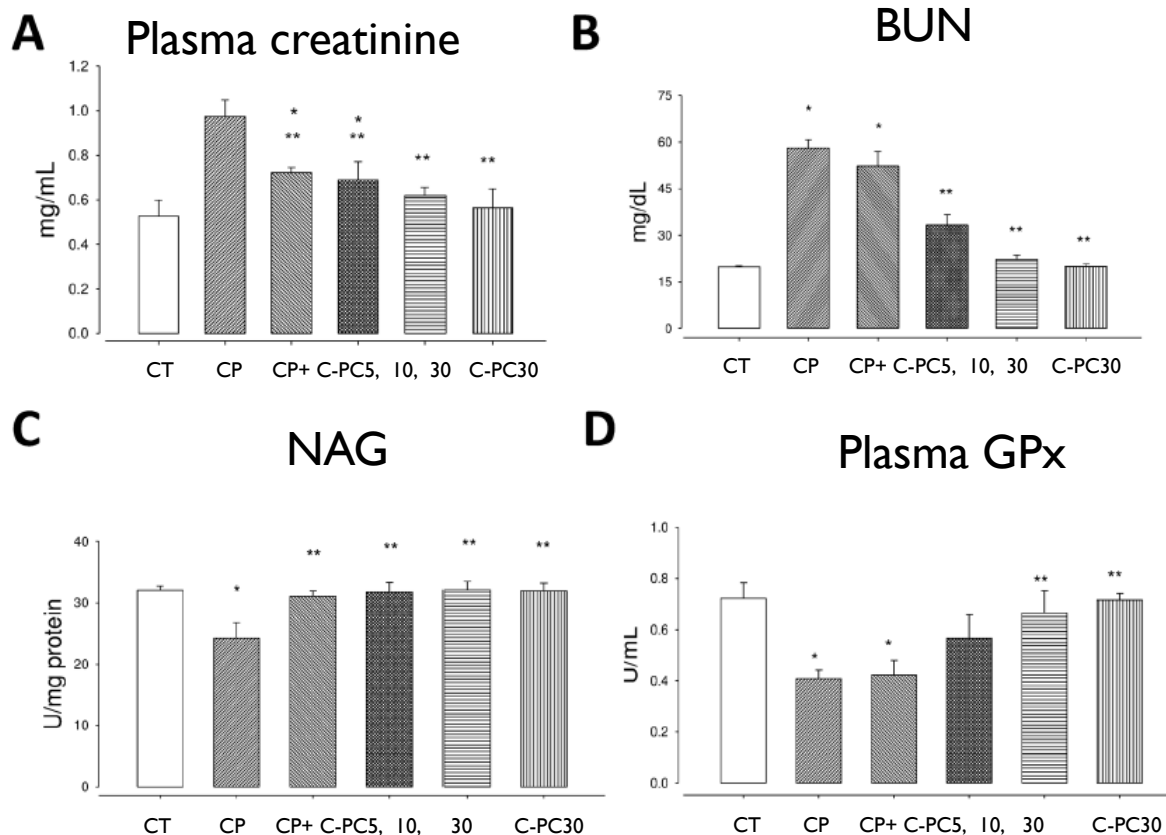 A Plasma creatinine
mg/mL
1.2
1.0
0.8
0.6
0.4
0.2
0.0
* *
** ** ** **
CT CP CP+ C-PC5, 10, 30 C-PC30
B BUN
mg/dL
75
60
45
30
15
0
* * ** ** **
CT CP CP+ C-PC5, 10, 30 C-PC30
C NAG
U/mg protein
40
30
20
10
0
* ** ** ** **
CT CP CP+ C-PC5, 10, 30 C-PC30
D Plasma GPx
U/mL
1.0
0.8
0.6
0.4
0.2
0.0
* * ** **
CT CP CP+ C-PC5, 10, 30 C-PC30